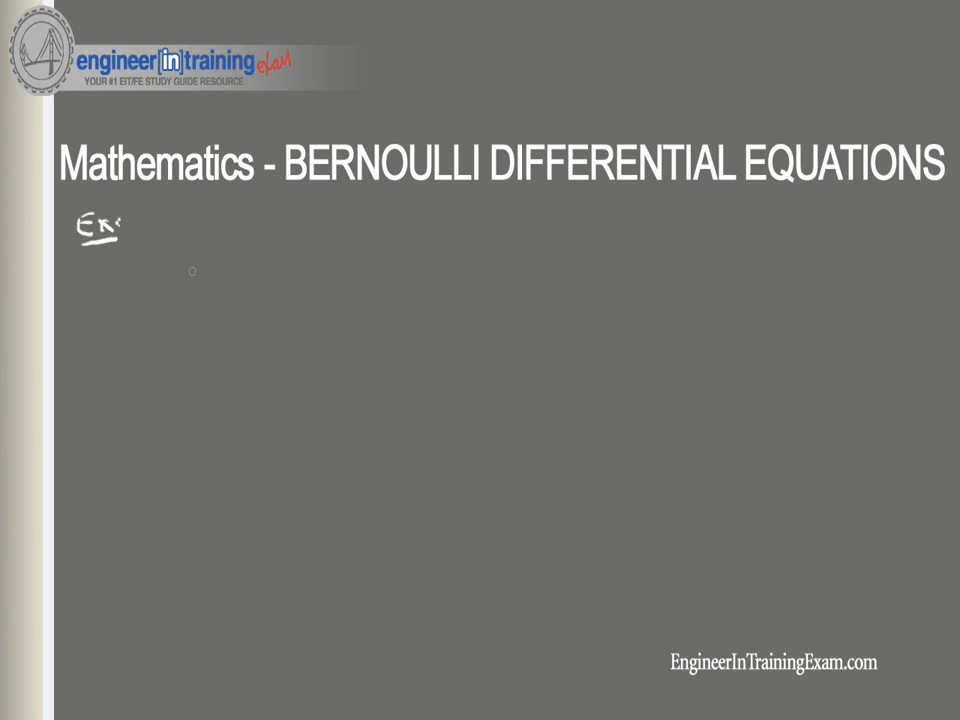 engineer[in]training exam
YOUR #1 EIT/FE STUDY GUIDE RESOURCE
Mathematics - BERNOULLI DIFFERENTIAL EQUATIONS
Ex:
EngineerInTrainingExam.com